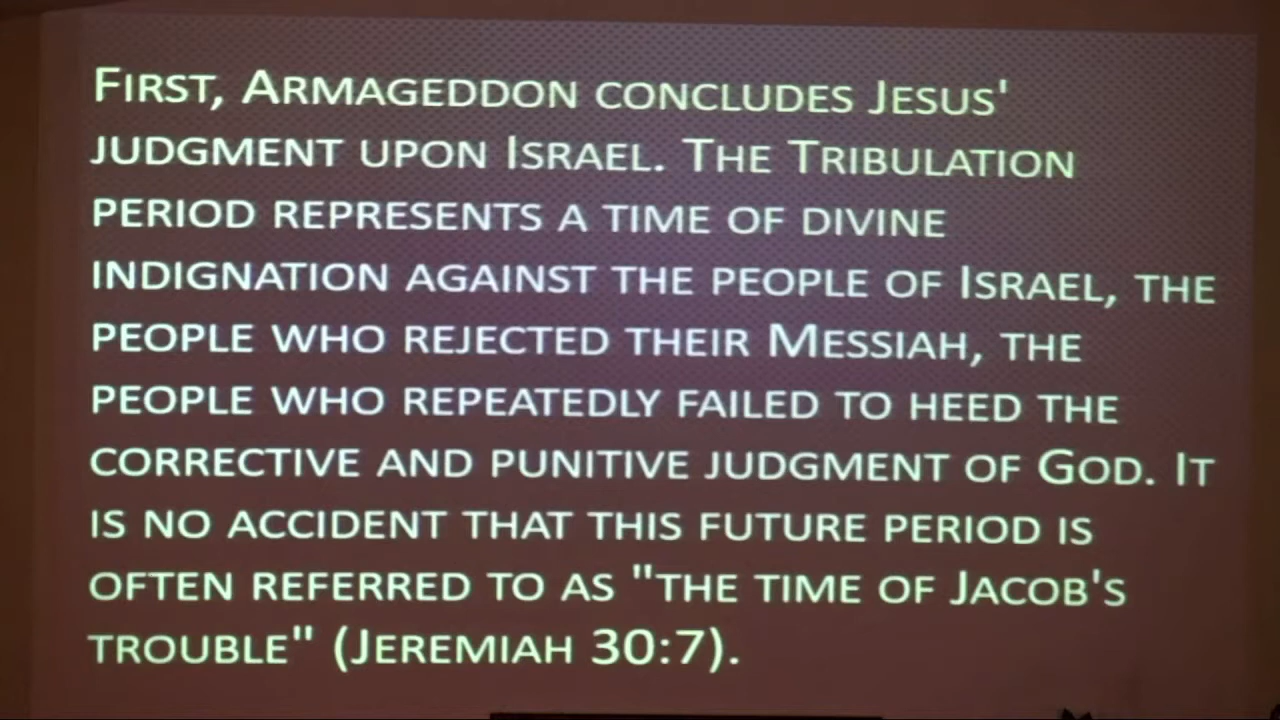 First, Armageddon concludes Jesus'
judgment upon Israel. The Tribulation
period represents a time of divine
indignation against the people of Israel, the
people who rejected their Messiah, the
people who repeatedly failed to heed the
corrective and punitive judgment of God. It
is no accident that this future period is
often referred to as "the time of Jacob's
trouble" (Jeremiah 30:7).